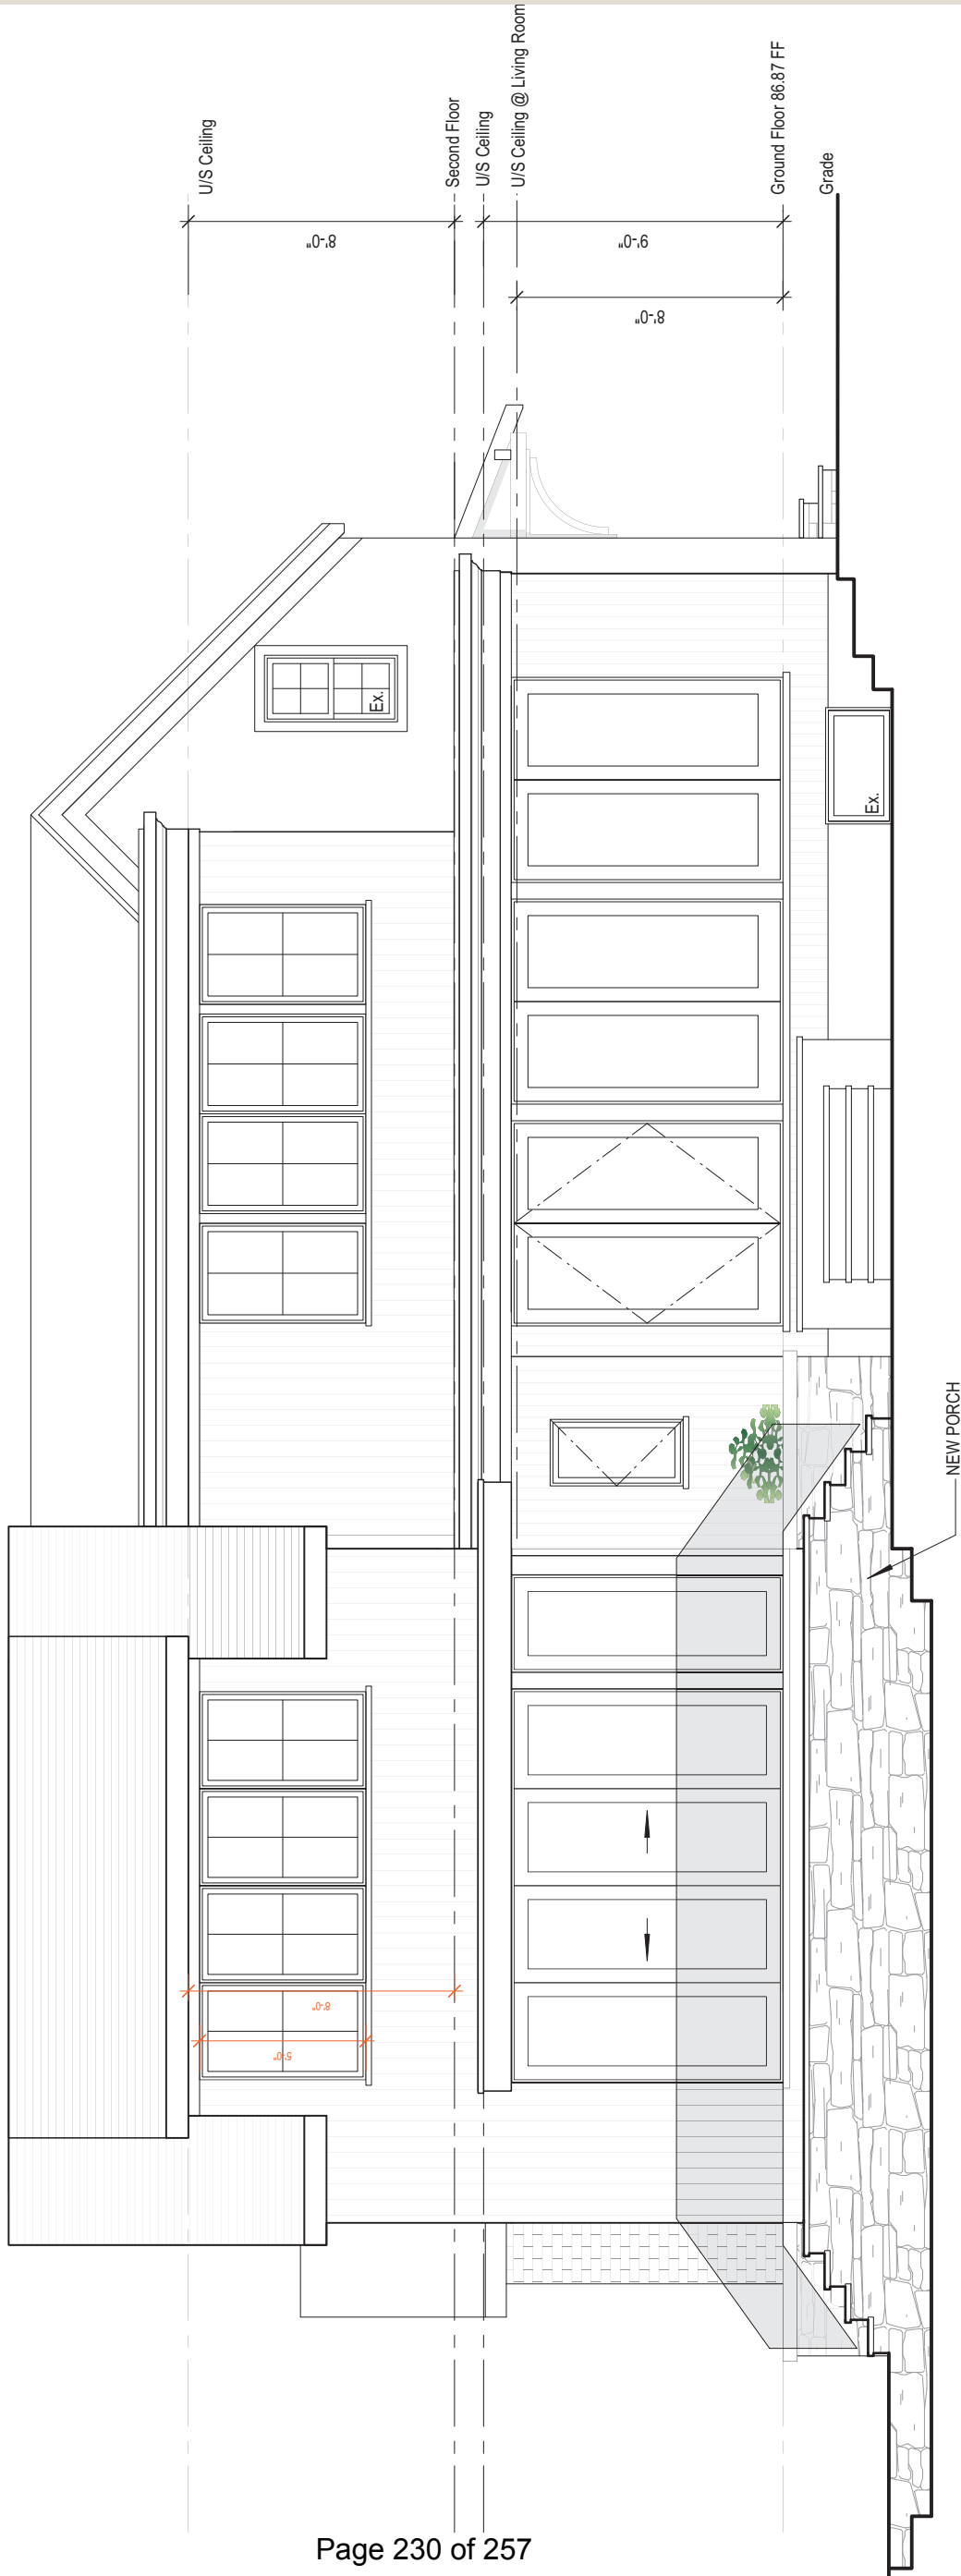 U/S Ceiling
8'-0"
Second Floor
U/S Ceiling
U/S Ceiling @ Living Room
9'-0"
8'-0"
Ground Floor 86.87 FF
Grade
Ex.
Ex.
8'-0"
5'-0"
NEW PORCH
Page 230 of 257